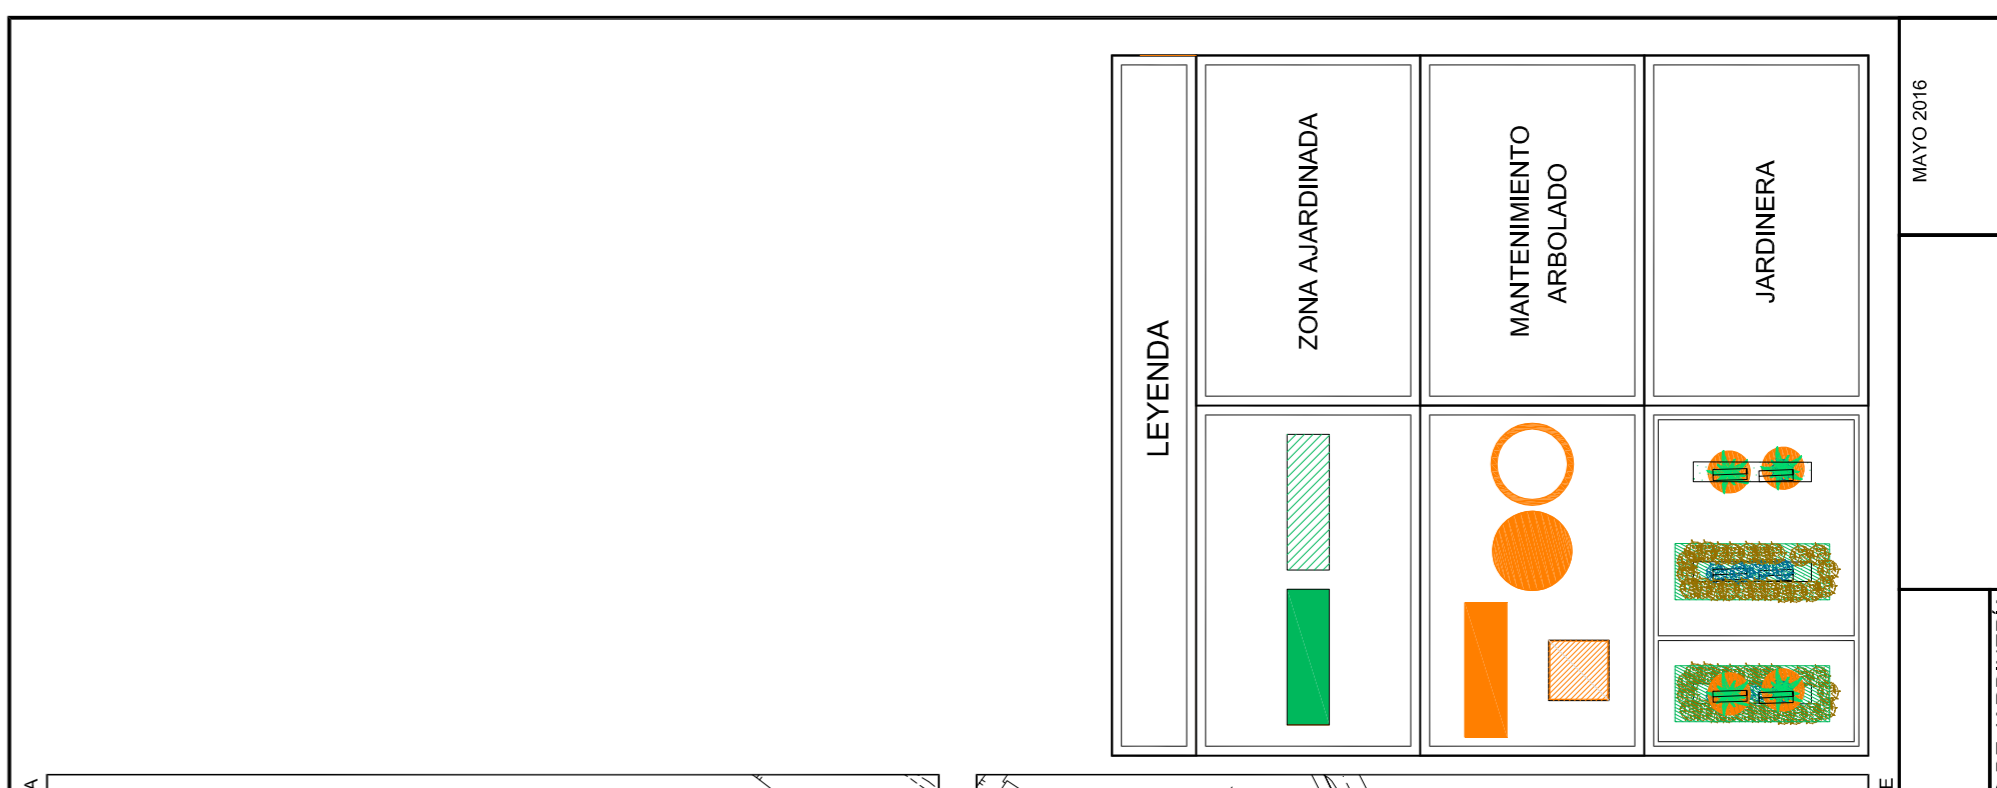 LEYENDA
ZONA AJARDINADA
MANTENIMIENTO
ARBOLADO
JARDINERA
MAYO 2016
A
E